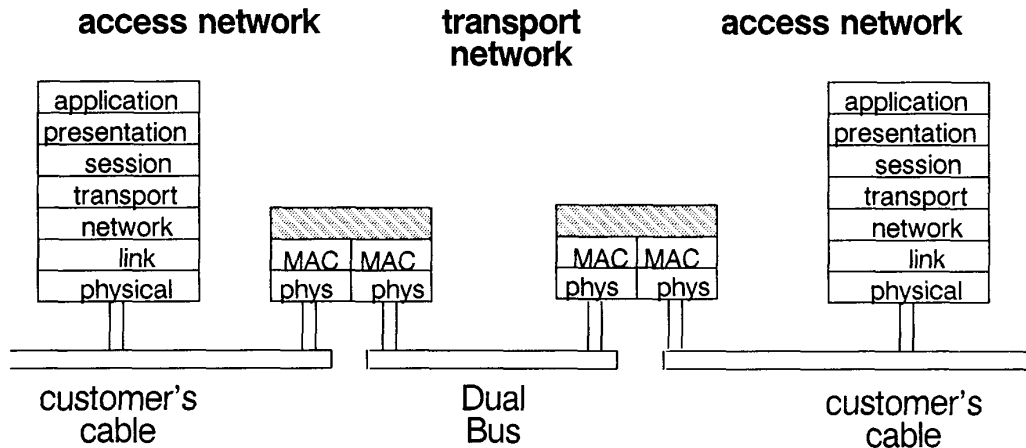 access network
transport
network
access network
application
presentation
session
transport
network
link
physical
MAC MAC
phys phys
MAC MAC
phys phys
application
presentation
session
transport
network
link
physical
customer's
cable
Dual
Bus
customer's
cable